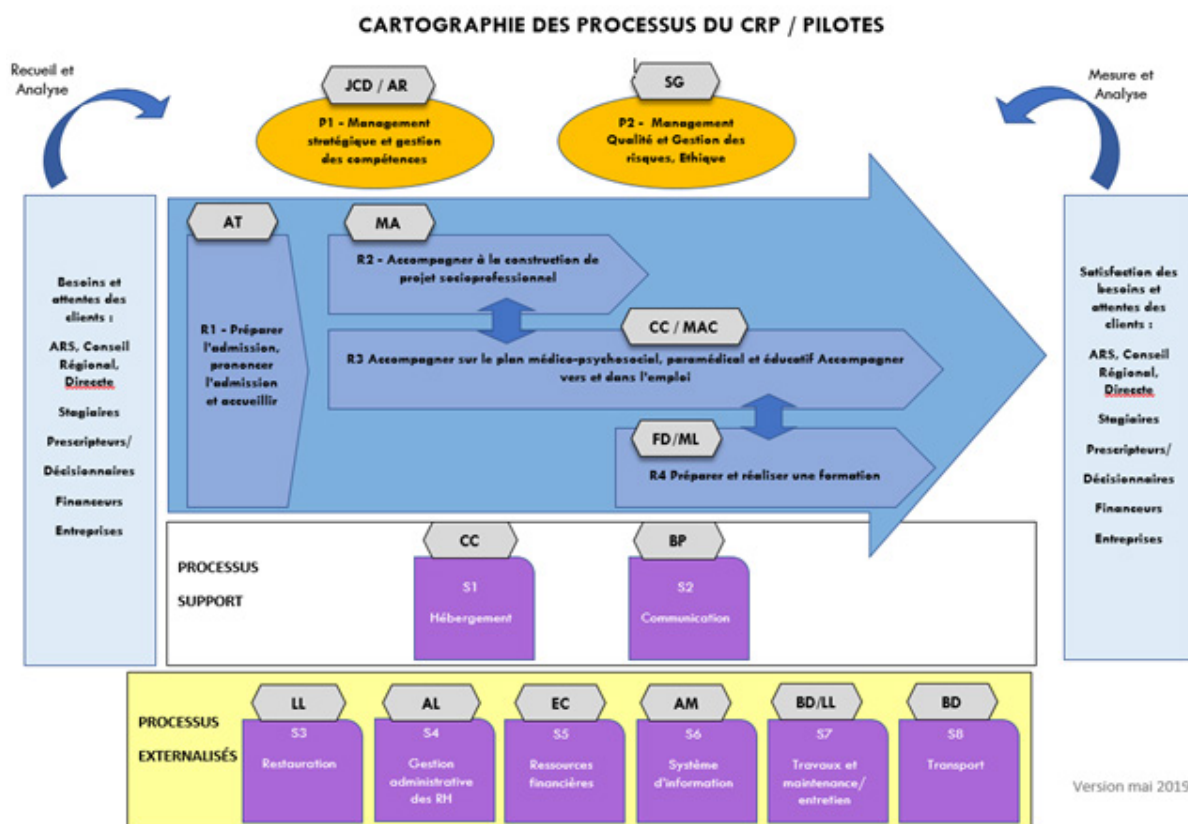 CARTOGRAPHIE DES PROCESSUS DU CRP / PILOTES
Recueil et
Analyse
JCD / AR
P1 - Management
stratégique et gestion
des compétences
SG
P2 - Management
Qualité et Gestion des
risques, Ethique
Mesure et
Analyse
Besoins et
attentes des
clients :
ARS, Conseil
Régional,
Direccte
Stagiaires
Prescripteurs/
Décisionnaires
Financeurs
Entreprises
AT
R1 - Préparer
l'admission,
prononcer
l'admission
et accueillir
MA
R2 - Accompagner à la construction de
projet socioprofessionnel
CC / MAC
R3 Accompagner sur le plan médico-psychosocial, paramédical et éducatif Accompagner
vers et dans l'emploi
FD/ML
R4 Préparer et réaliser une formation
Satisfaction des
besoins et
attentes des
clients :
ARS, Conseil
Régional,
Direccte
Stagiaires
Prescripteurs/
Décisionnaires
Financeurs
Entreprises
PROCESSUS
SUPPORT
CC
S1
Hébergement
BP
S2
Communication
PROCESSUS
EXTERNALISÉS
LL
S3
Restauration
AL
S4
Gestion
administrative
des RH
EC
S5
Ressources
financières
AM
S6
Système
d'information
BD/LL
S7
Travaux et
maintenance/
entretien
BD
S8
Transport
Version mai 2019